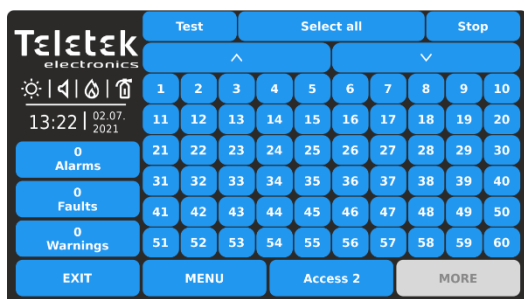 Teletek
electronics
13:22 02.07.
2021
0
Alarms
0
Faults
0
Warnings
EXIT
Test Select all Stop
1 2 3 4 5 6 7 8 9 10
11 12 13 14 15 16 17 18 19 20
21 22 23 24 25 26 27 28 29 30
31 32 33 34 35 36 37 38 39 40
41 42 43 44 45 46 47 48 49 50
51 52 53 54 55 56 57 58 59 60
MENU Access 2 MORE